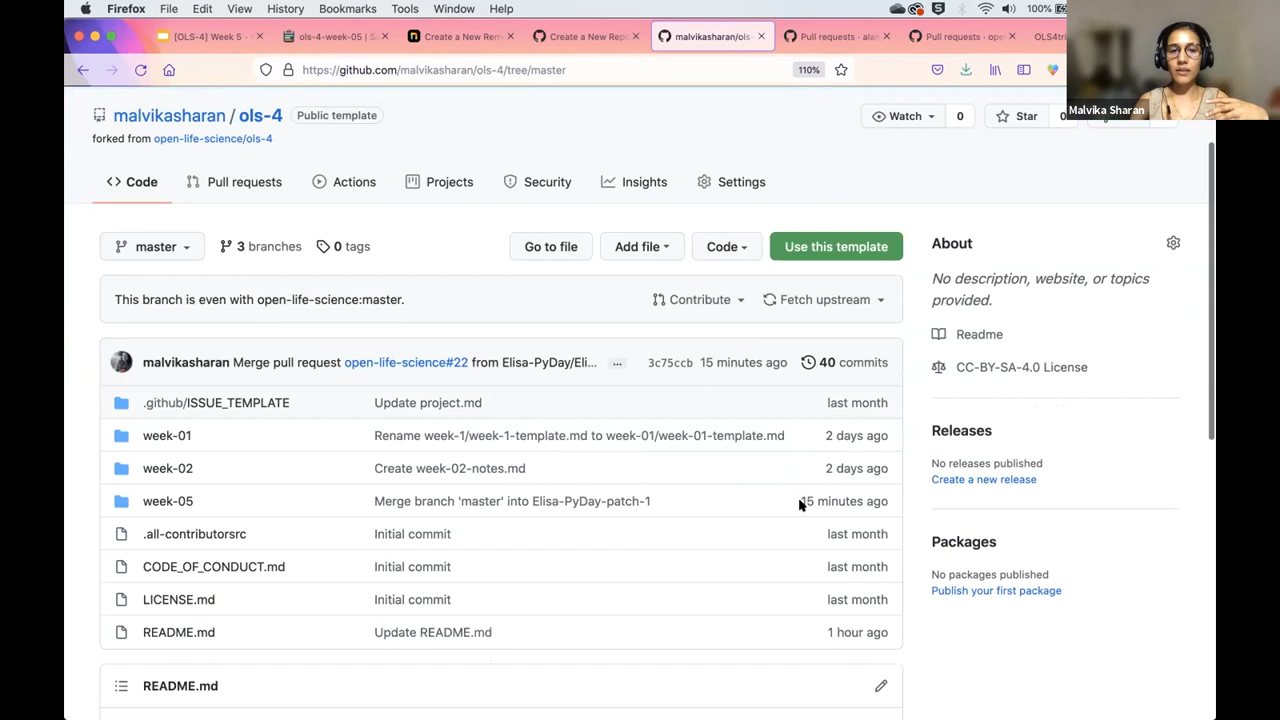 Firefox File Edit View History Bookmarks Tools Window Help 100%
[OLS-4] Week 5 - ols-4-week-05 | Create a New Create a New Rep malvikasharan/ols- Pull requests · alan Pull requests · ope OLS4
https://github.com/malvikasharan/ols-4/tree/master 110%
Malvika Sharan
malvikasharan / ols-4 Public template Watch 0 Star
forked from open-life-science/ols-4
Code Pull requests Actions Projects Security Insights Settings
master 3 branches 0 tags Go to file Add file Code Use this template
About
No description, website, or topics provided.
This branch is even with open-life-science:master. Contribute Fetch upstream
Readme
CC-BY-SA-4.0 License
malvikasharan Merge pull request open-life-science#22 from Elisa-PyDay/Eli... ... 3c75ccb 15 minutes ago 40 commits
.github/ISSUE_TEMPLATE Update project.md last month
week-01 Rename week-1/week-1-template.md to week-01/week-01-template.md 2 days ago
week-02 Create week-02-notes.md 2 days ago
week-05 Merge branch 'master' into Elisa-PyDay-patch-1 15 minutes ago
.all-contributorsrc Initial commit last month
CODE_OF_CONDUCT.md Initial commit last month
LICENSE.md Initial commit last month
README.md Update README.md 1 hour ago
Releases
No releases published
Create a new release
Packages
No packages published
Publish your first package
README.md